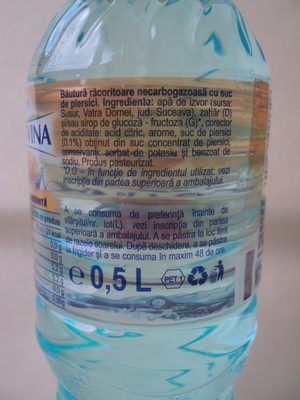 Băutură răcoritoare necarbogazoasă cu suc
de piersici. Ingrediente: apă de izvor (sursa:
Susur, Vatra Dornei, jud. Suceava), zahăr (D)
și/sau sirop de glucoză - fructoză (G)*, corector
de aciditate: acid citric, arome, suc de piersici
(0.1%) obținut din suc concentrat de piersici,
conservanți: sorbat de potasiu și benzoat de
sodiu. Produs pasteurizat.
*D,G – în funcție de ingredientul utilizat: vezi
inscripția din partea superioară a ambalajului.
A se consuma de preferință înainte de
sfârșitul/nr. lot(L): vezi inscripția din partea
superioară a ambalajului. A se păstra la loc ferit
de razele soarelui. După deschidere, a se păstra
la frigider și a se consuma în maxim 48 de ore.
℮ 0,5 L PET 1